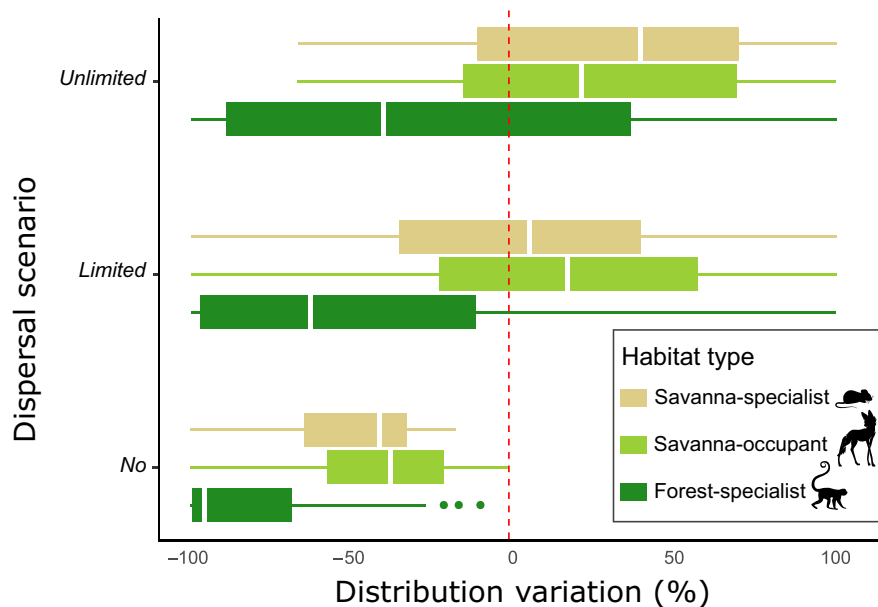 Dispersal scenario
Unlimited
Limited
No
Habitat type
Savanna-specialist
Savanna-occupant
Forest-specialist
–100
–50
0
50
100
Distribution variation (%)